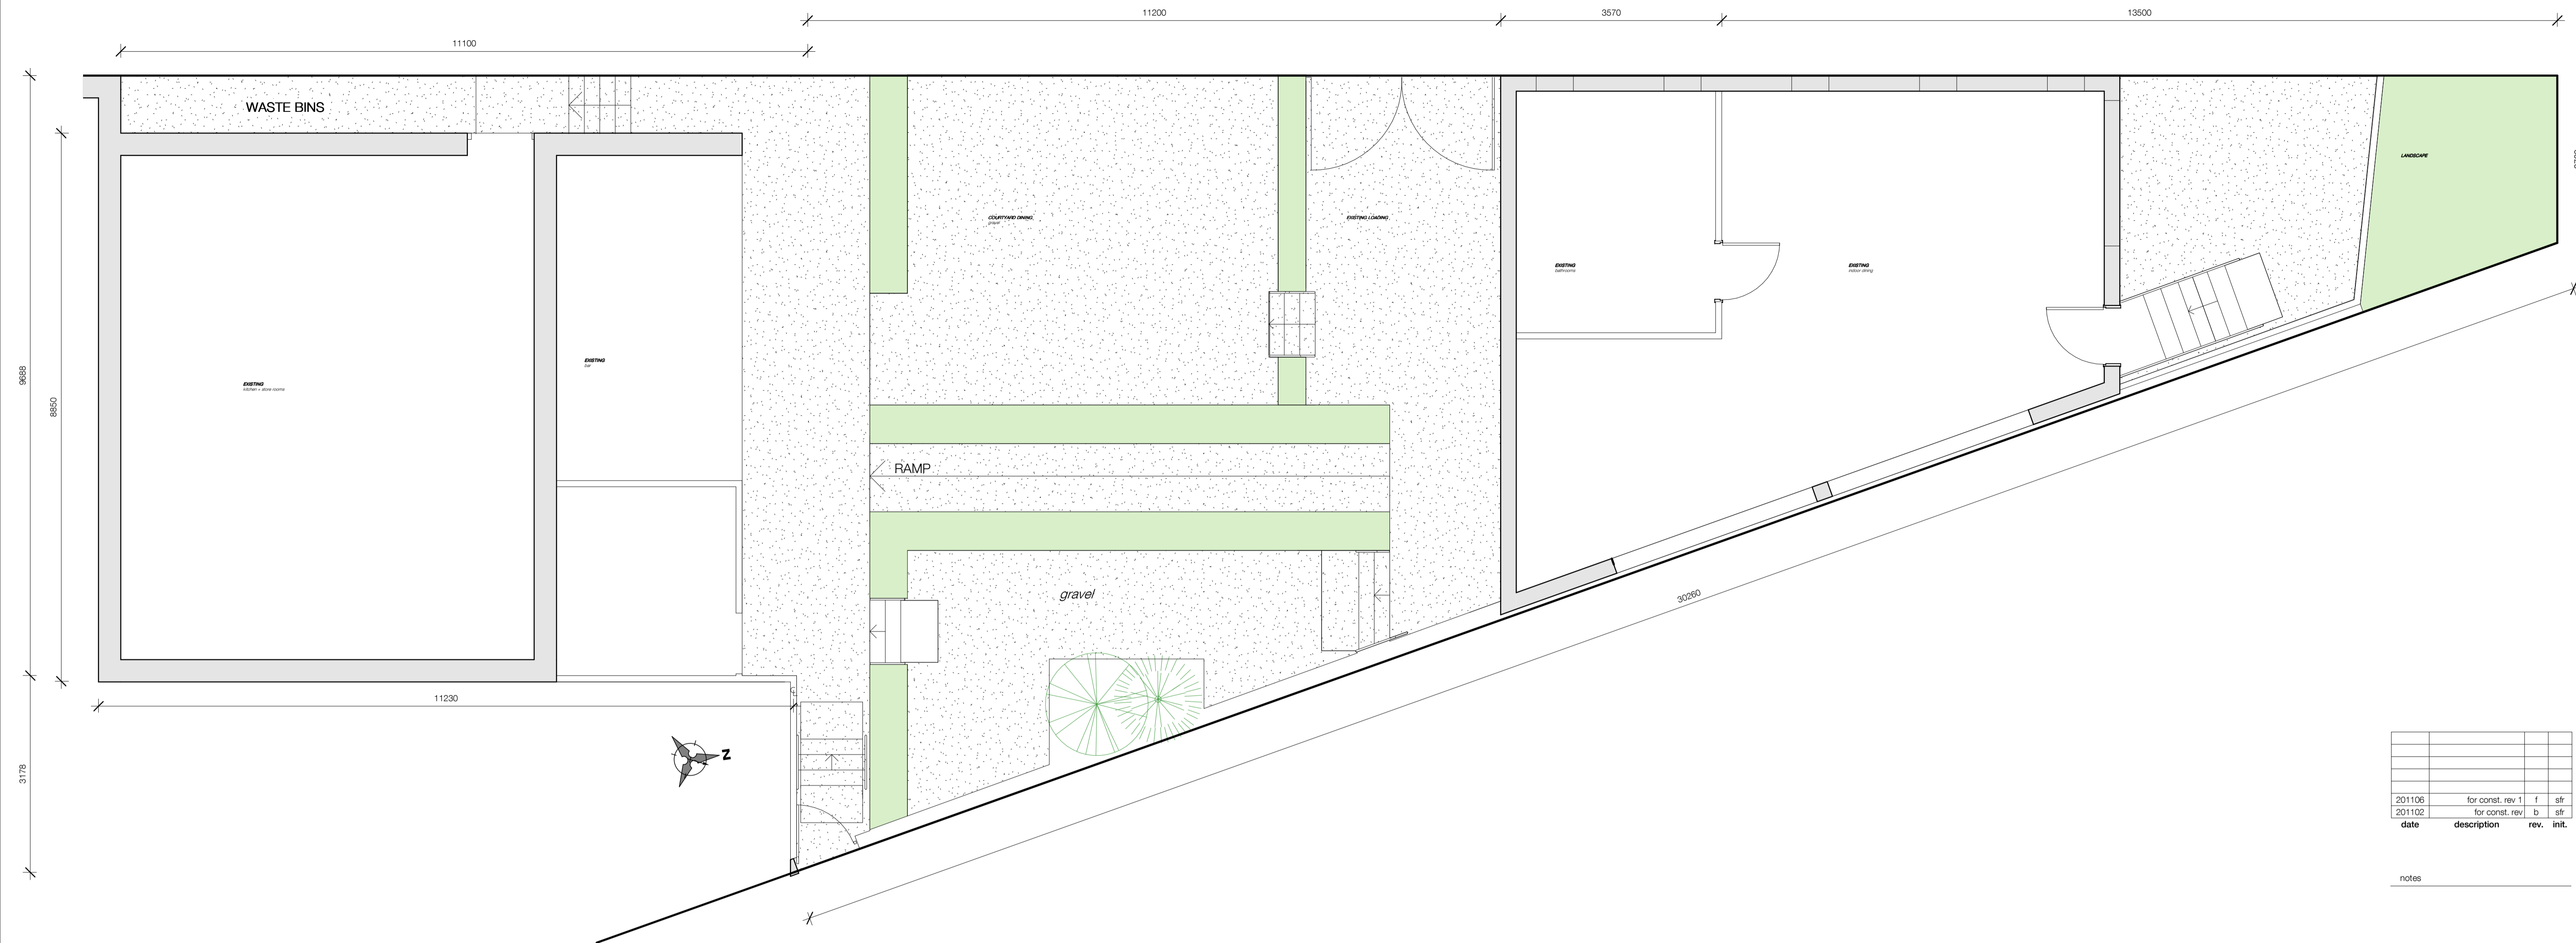 11200
3570
13500
11100
WASTE BINS
LANDSCAPE
COURTYARD DINING
gravel
EXISTING LOADING
EXISTING
bathrooms
EXISTING
indoor dining
EXISTING
bar
EXISTING
kitchen + store rooms
9688
8850
RAMP
gravel
30260
11230
Z
3178
201106 for const. rev 1 f sfr
201102 for const. rev b sfr
date description rev. init.
notes